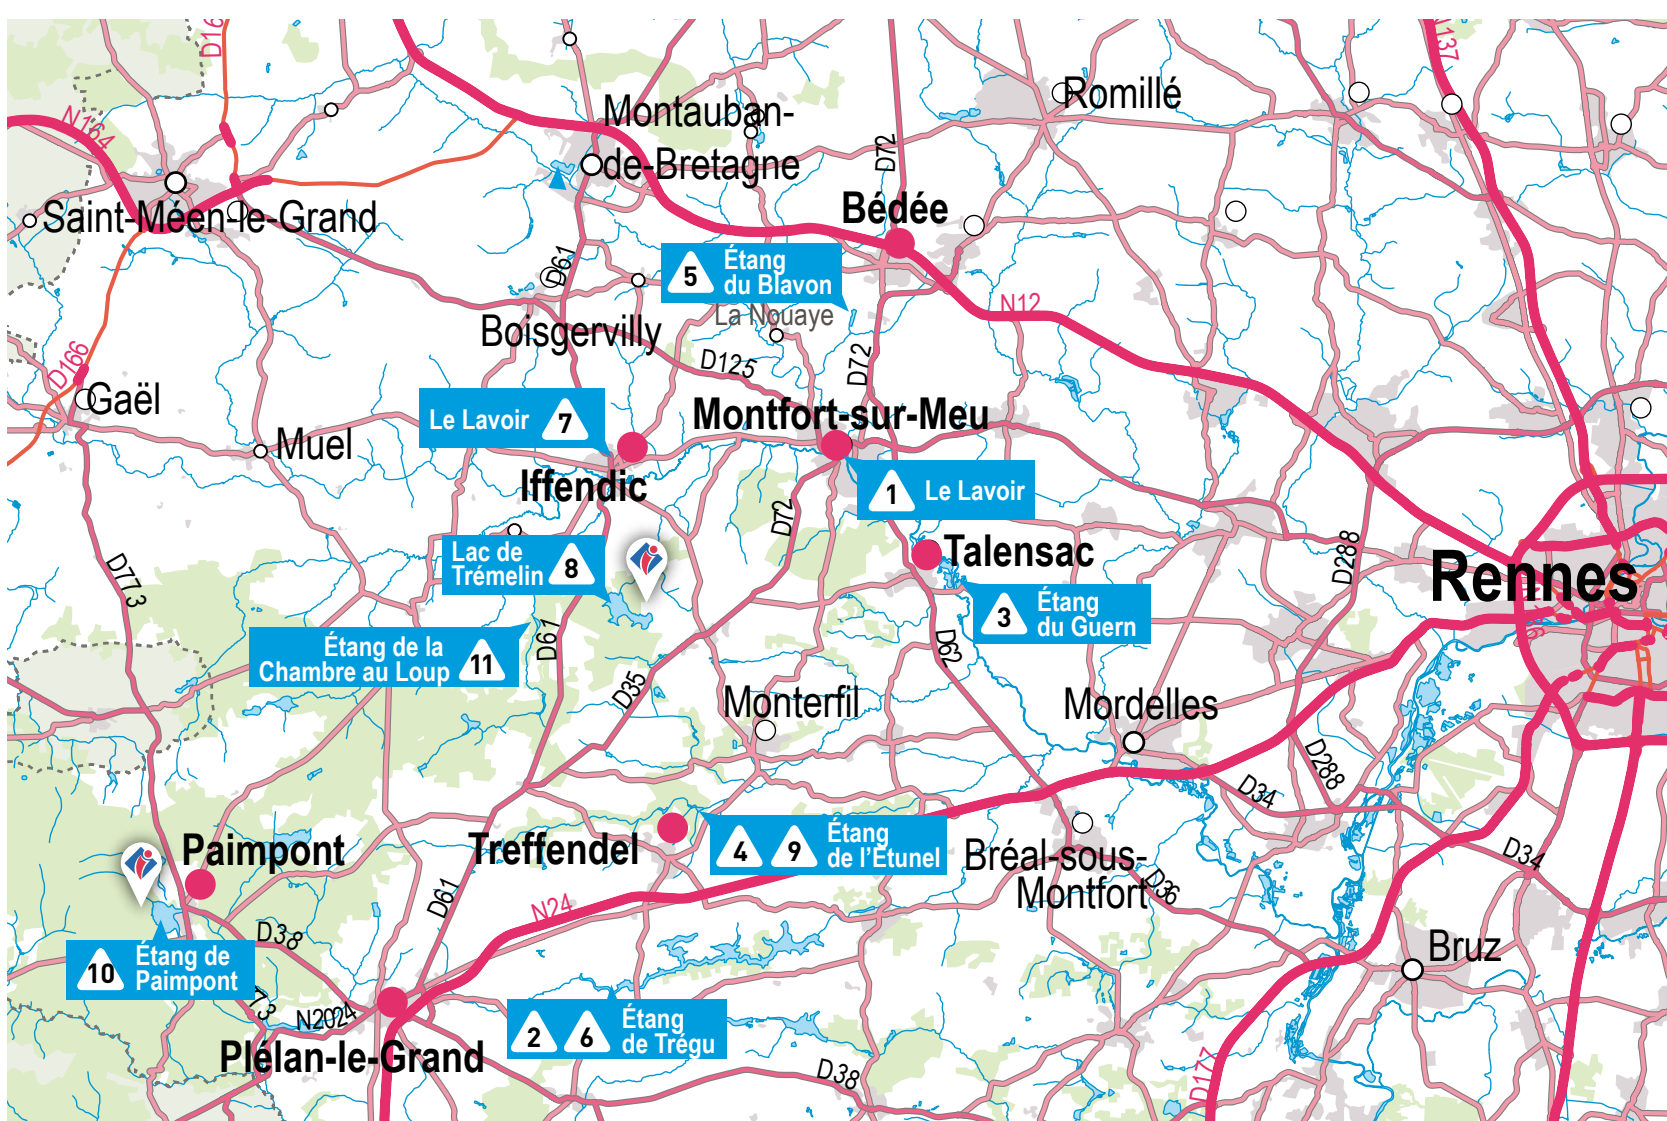 D16
N164
Montauban-
de-Bretagne
Romillé
137
D72
Saint-Méen-le-Grand
Bédée
D61
5
Étang
du Blavon
La Nouaye
N12
Boisgervilly
D125
D72
D166
Gaël
Le Lavoir
7
Montfort-sur-Meu
Muel
Iffendic
1
Le Lavoir
D72
Lac de
Trémelin
8
Talensac
D288
Rennes
D773
3
Étang
du Guern
Étang de la
Chambre au Loup
11
D61
D62
D35
Monterfil
Mordelles
D288
D34
Paimpont
Treffendel
4
9
Étang
de l'Étunel
Bréal-sous-
Montfort
D36
D34
D61
N24
D38
Bruz
10
Étang de
Paimpont
73
N2024
2
6
Étang
de Trégu
Plélan-le-Grand
D38
D177